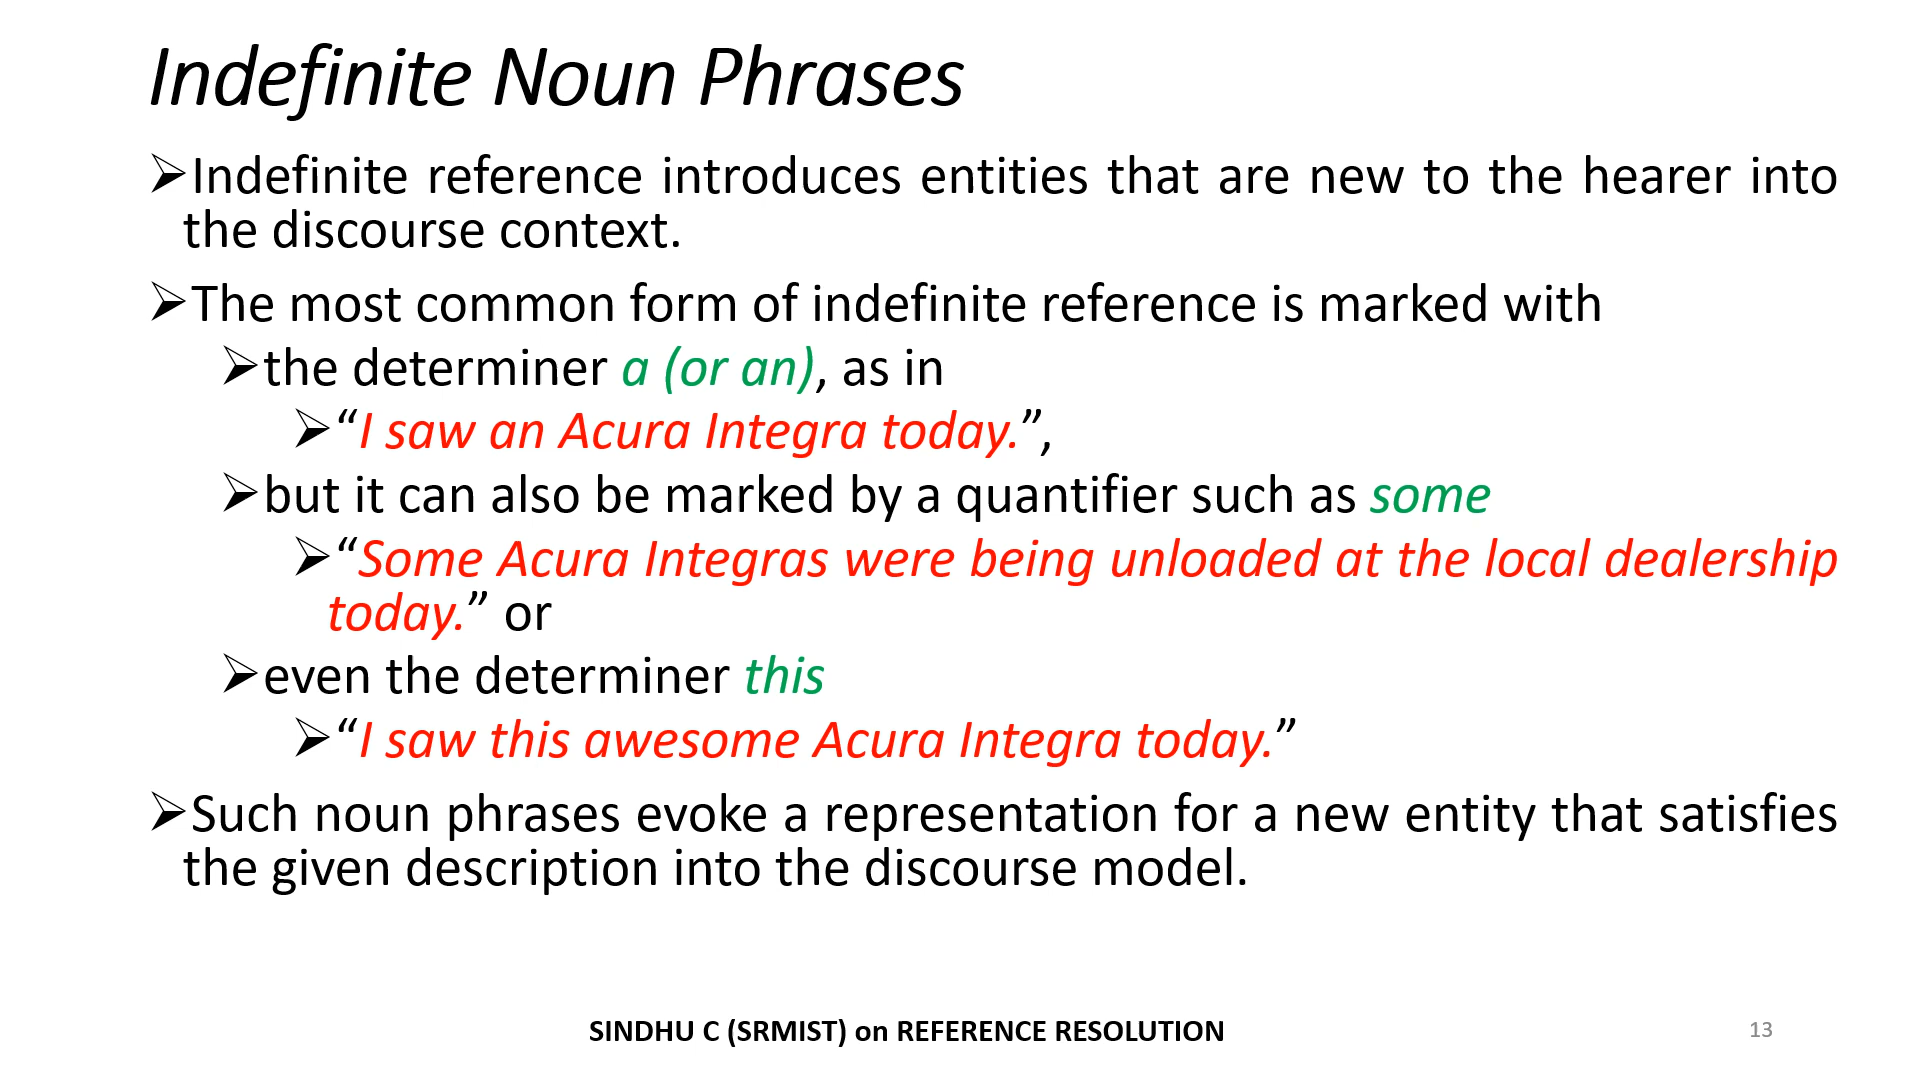 Indefinite Noun Phrases
➢Indefinite reference introduces entities that are new to the hearer into
the discourse context.
➢The most common form of indefinite reference is marked with
➢the determiner a (or an), as in
➢“I saw an Acura Integra today.”,
➢but it can also be marked by a quantifier such as some
➢“Some Acura Integras were being unloaded at the local dealership
today.” or
➢even the determiner this
➢“I saw this awesome Acura Integra today.”
➢Such noun phrases evoke a representation for a new entity that satisfies
the given description into the discourse model.
SINDHU C (SRMIST) on REFERENCE RESOLUTION
13